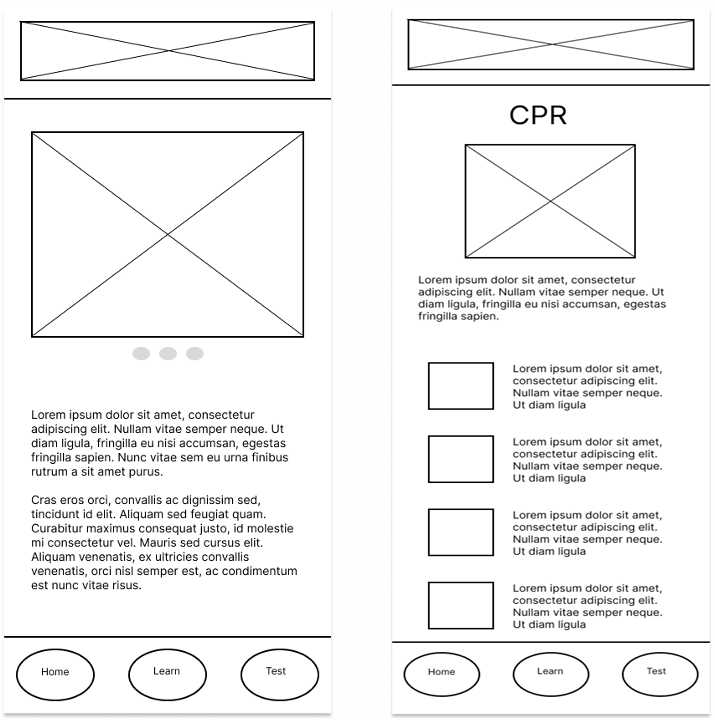 Lorem ipsum dolor sit amet, consectetur
adipiscing elit. Nullam vitae semper neque. Ut
diam ligula, fringilla eu nisi accumsan, egestas
fringilla sapien. Nunc vitae sem eu urna finibus
rutrum a sit amet purus.
Cras eros orci, convallis ac dignissim sed,
tincidunt id elit. Aliquam sed feugiat quam.
Curabitur maximus consequat justo, id molestie
mi consectetur vel. Mauris sed cursus elit.
Aliquam venenatis, ex ultricies convallis
venenatis, orci nisl semper est, ac condimentum
est nunc vitae risus.
Home
Learn
Test
CPR
Lorem ipsum dolor sit amet, consectetur
adipiscing elit. Nullam vitae semper neque. Ut
diam ligula, fringilla eu nisi accumsan, egestas
fringilla sapien.
Lorem ipsum dolor sit amet,
consectetur adipiscing elit.
Nullam vitae semper neque.
Ut diam ligula
Lorem ipsum dolor sit amet,
consectetur adipiscing elit.
Nullam vitae semper neque.
Ut diam ligula
Lorem ipsum dolor sit amet,
consectetur adipiscing elit.
Nullam vitae semper neque.
Ut diam ligula
Lorem ipsum dolor sit amet,
consectetur adipiscing elit.
Nullam vitae semper neque.
Ut diam ligula
Home
Learn
Test